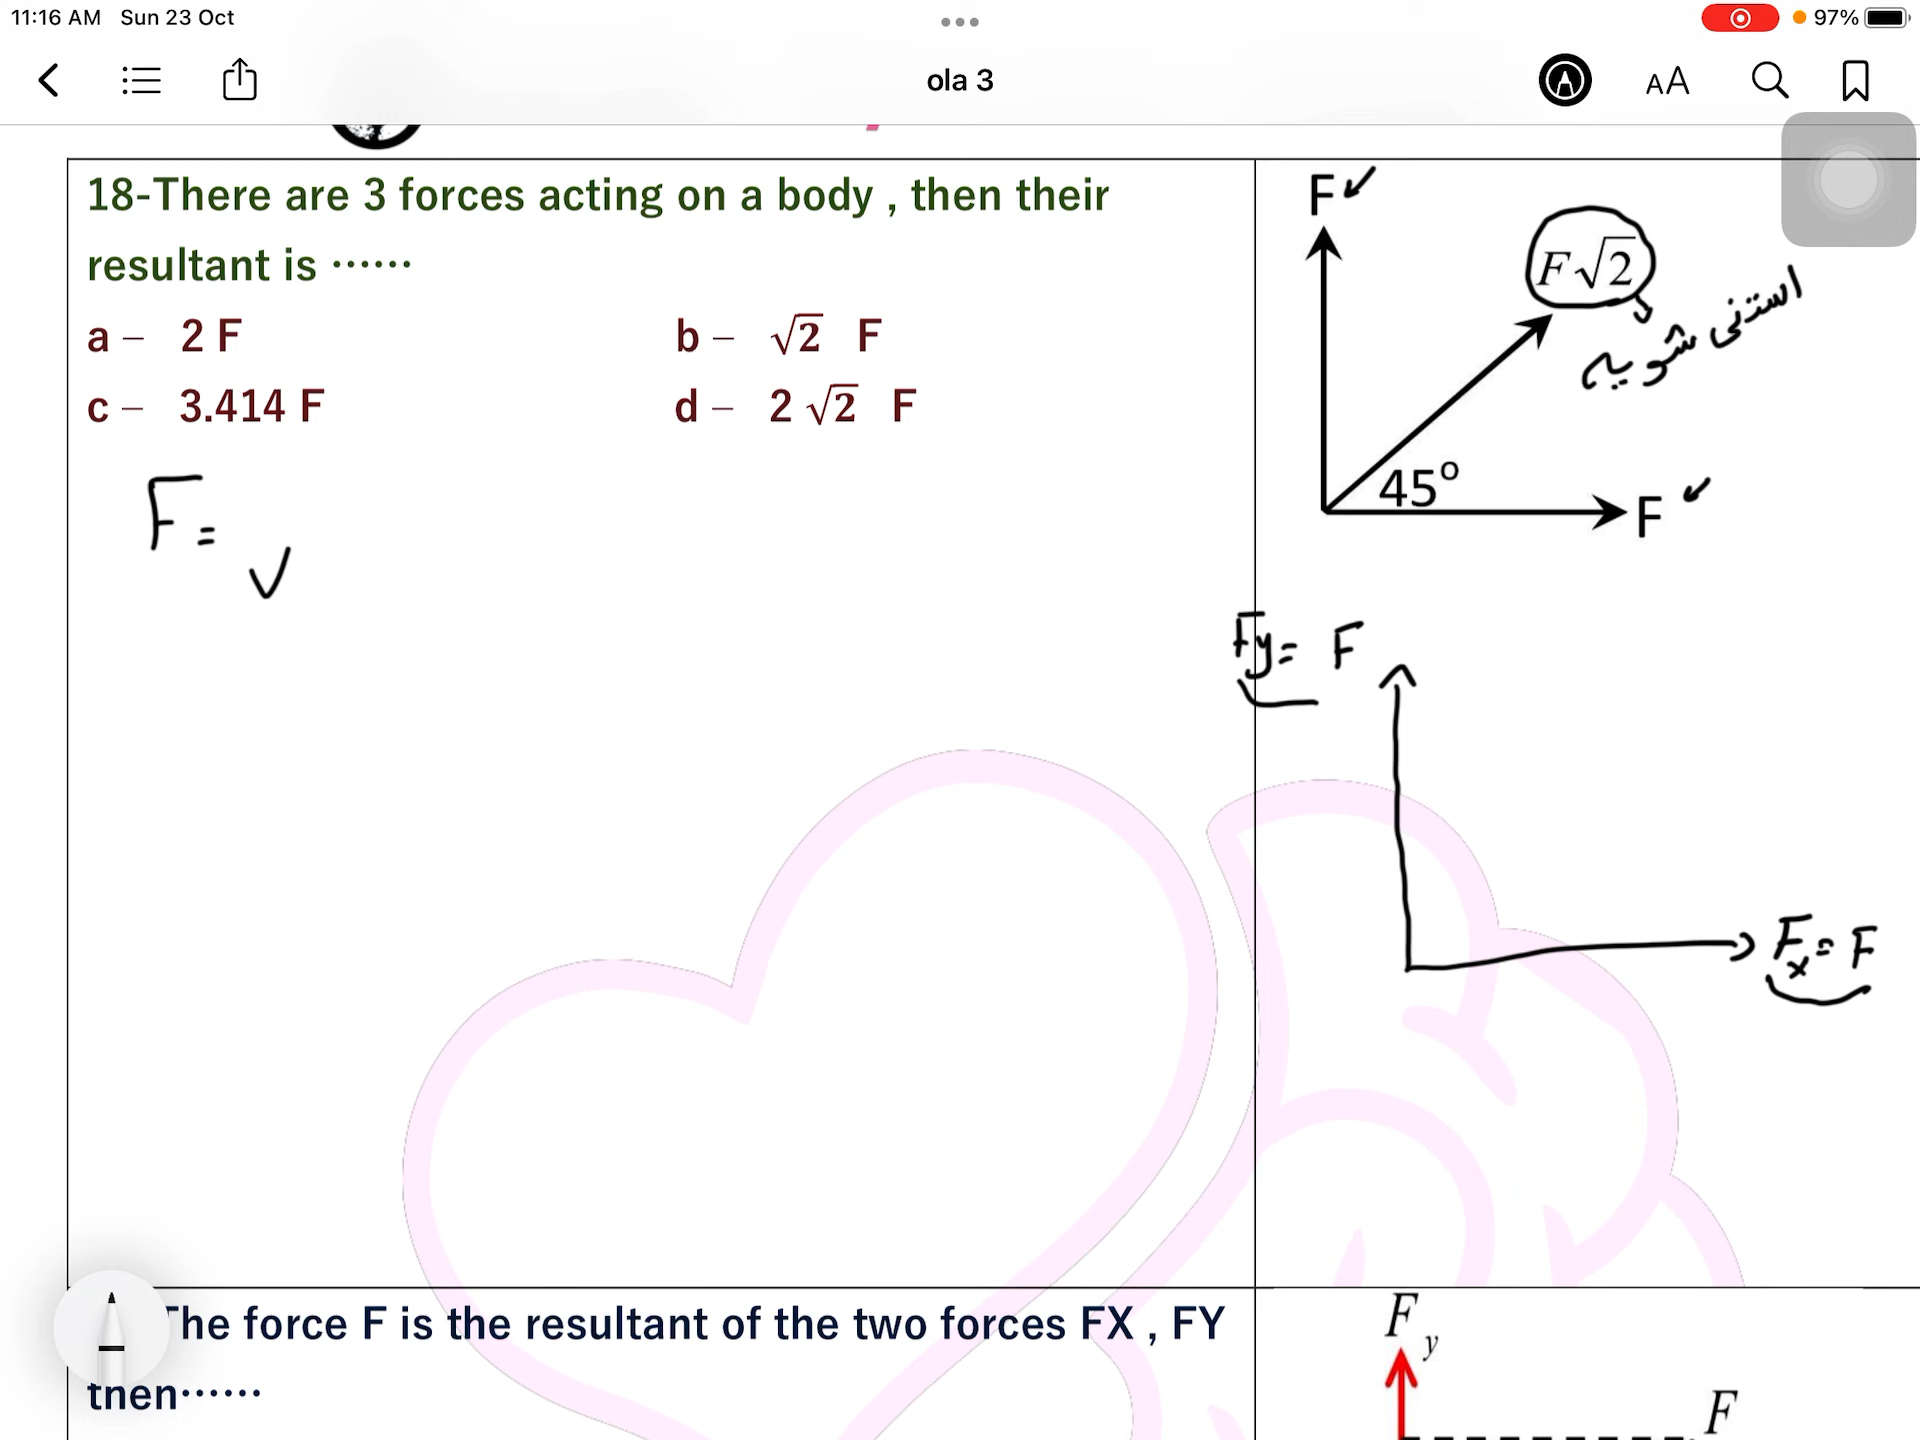 11:16 AM Sun 23 Oct
97%
ola 3
AA
18-There are 3 forces acting on a body , then their
resultant is ······
a – 2 F
b – √2 F
c – 3.414 F
d – 2 √2 F
F =
√
F
F√2
استنى شويه
45°
F
Fy = F
Fx = F
The force F is the resultant of the two forces FX , FY
then······
F y
F